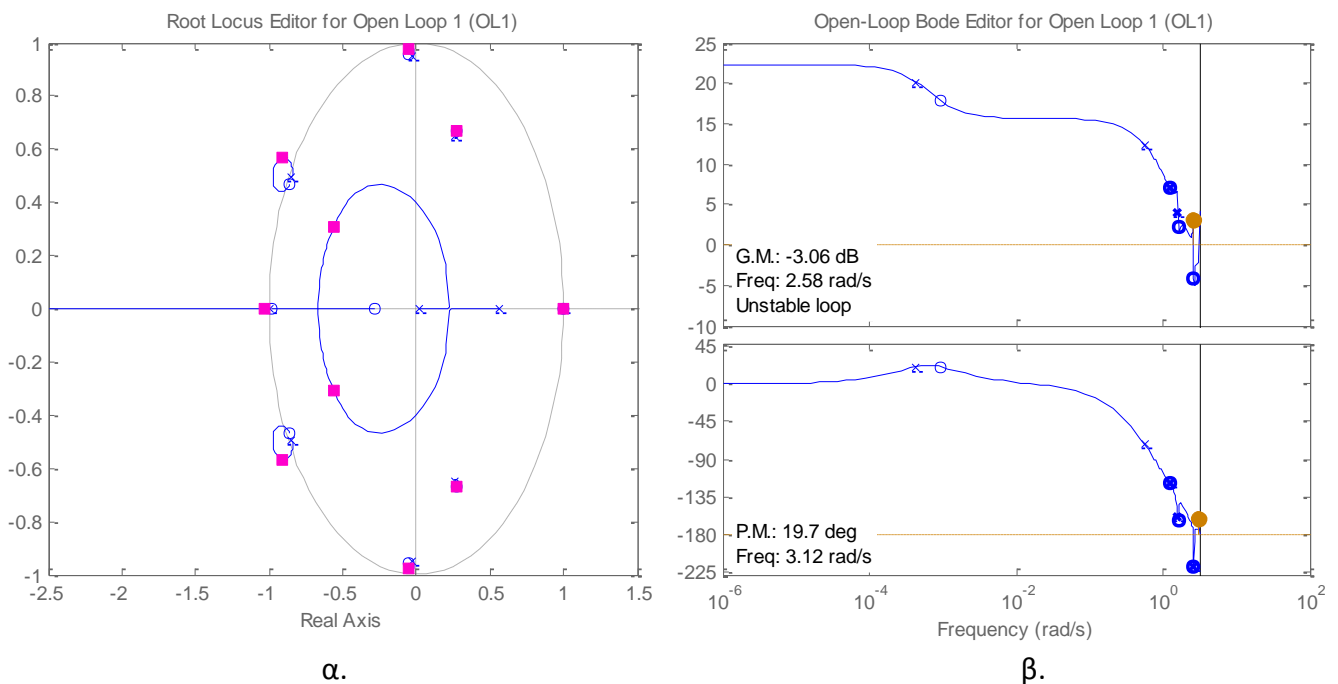 Root Locus Editor for Open Loop 1 (OL1)
1
0.8
0.6
0.4
0.2
0
-0.2
-0.4
-0.6
-0.8
-1
-2.5 -2 -1.5 -1 -0.5 0 0.5 1 1.5
Real Axis
α.
Open-Loop Bode Editor for Open Loop 1 (OL1)
25
20
15
10
5
0
-5
-10
G.M.: -3.06 dB
Freq: 2.58 rad/s
Unstable loop
45
0
-45
-90
-135
-180
-225
P.M.: 19.7 deg
Freq: 3.12 rad/s
10-6 10-4 10-2 100 102
Frequency (rad/s)
β.